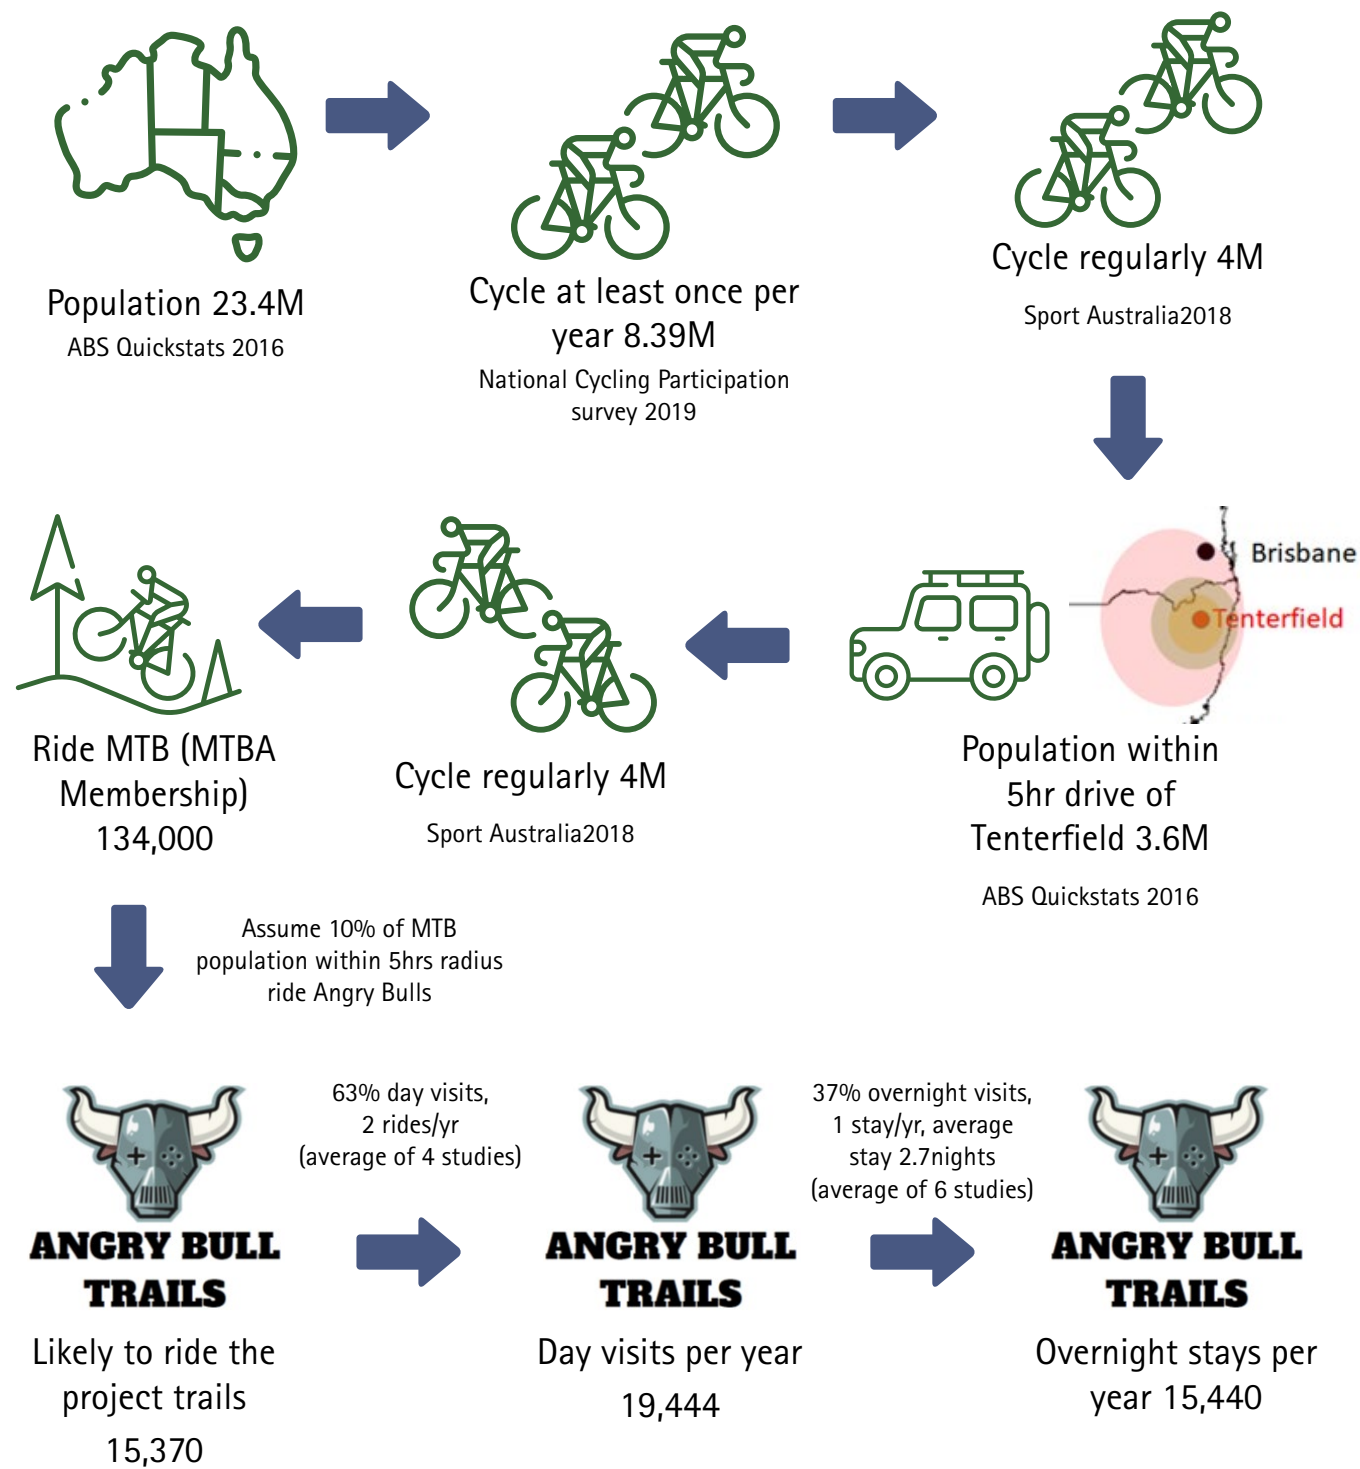 Population 23.4M
ABS Quickstats 2016
Cycle at least once per
year 8.39M
National Cycling Participation
survey 2019
Cycle regularly 4M
Sport Australia2018
Brisbane
Tenterfield
Population within
5hr drive of
Tenterfield 3.6M
ABS Quickstats 2016
Cycle regularly 4M
Sport Australia2018
Ride MTB (MTBA
Membership)
134,000
Assume 10% of MTB
population within 5hrs radius
ride Angry Bulls
ANGRY BULL
TRAILS
Likely to ride the
project trails
15,370
63% day visits,
2 rides/yr
(average of 4 studies)
ANGRY BULL
TRAILS
Day visits per year
19,444
37% overnight visits,
1 stay/yr, average
stay 2.7nights
(average of 6 studies)
ANGRY BULL
TRAILS
Overnight stays per
year 15,440